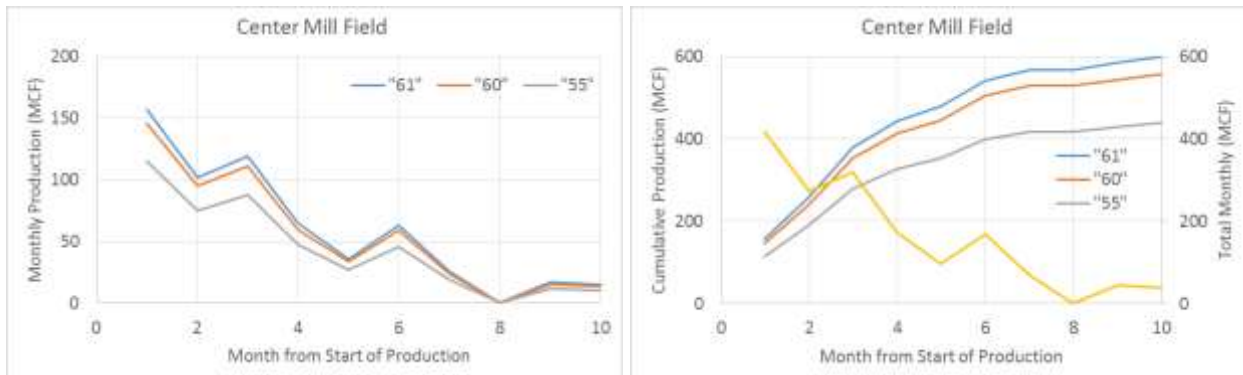 Center Mill Field
200
"61" "60" "55"
150
100
50
0
Monthly Production (MCF)
0 2 4 6 8 10
Month from Start of Production
Center Mill Field
600 600
400 400
"61"
"60"
"55"
200 200
0 0
Cumulative Production (MCF)
Total Monthly (MCF)
0 2 4 6 8 10
Month from Start of Production